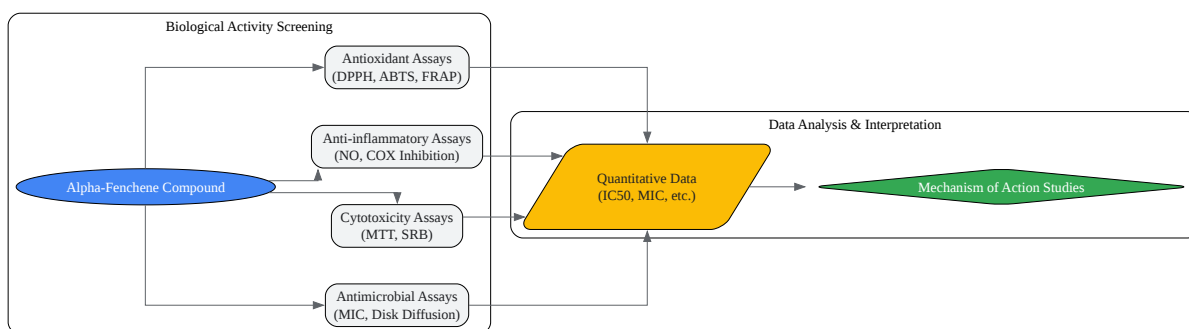 Biological Activity Screening
Antioxidant Assays
(DPPH, ABTS, FRAP)
Anti-inflammatory Assays
(NO, COX Inhibition)
Alpha-Fenchene Compound
Cytotoxicity Assays
(MTT, SRB)
Antimicrobial Assays
(MIC, Disk Diffusion)
Data Analysis & Interpretation
Quantitative Data
(IC50, MIC, etc.)
Mechanism of Action Studies